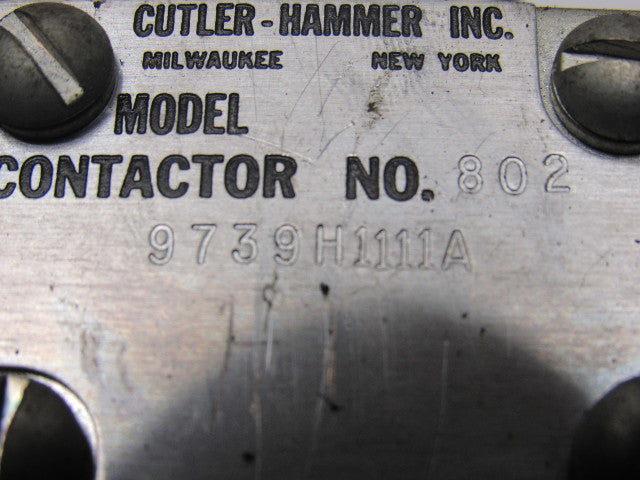 CUTLER-HAMMER INC.
MILWAUKEE NEW YORK
MODEL
CONTACTOR NO. 802
9739H1111A